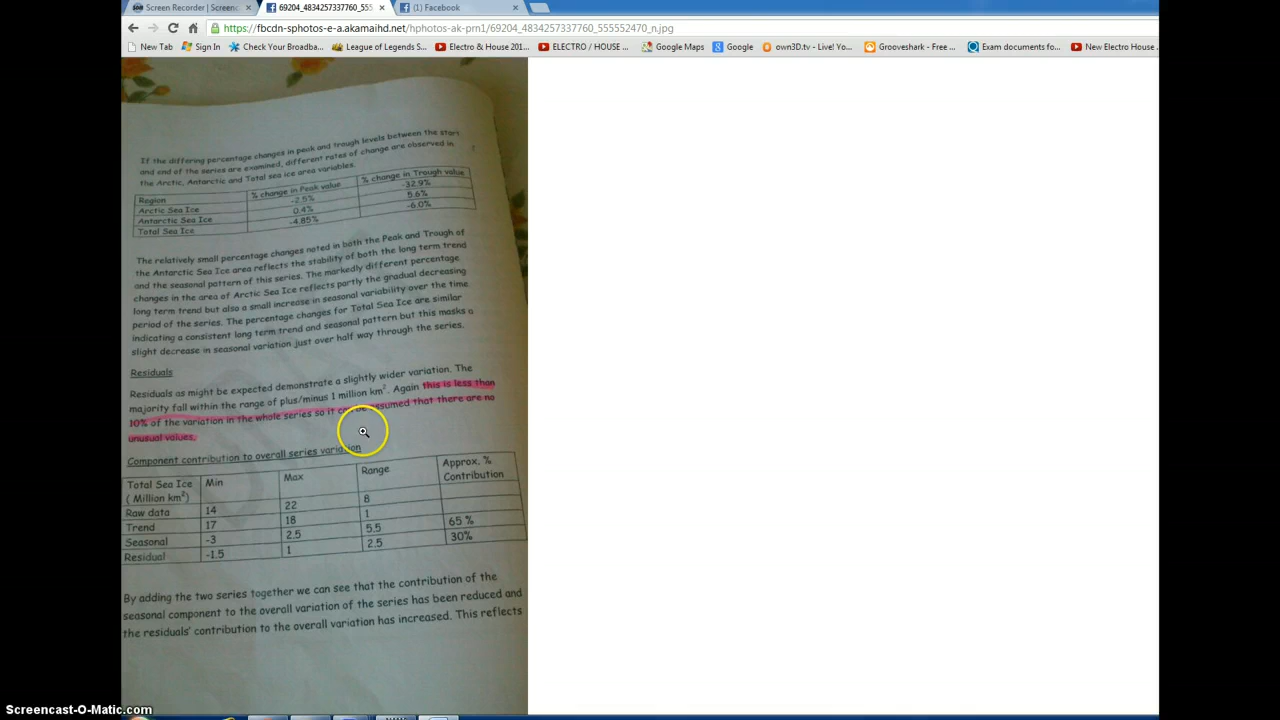 Screen Recorder | Screenc
69204_4834257337760_555
(1) Facebook
https://fbcdn-sphotos-e-a.akamaihd.net/hphotos-ak-prn1/69204_4834257337760_555552470_n.jpg
New Tab Sign In Check Your Broadba... League of Legends S... Electro & House 201... ELECTRO / HOUSE ... Google Maps Google own3D.tv - Live! Yo... Grooveshark - Free ... Exam documents fo... New Electro House
If the differing percentage changes in peak and trough levels between the start
and end of the series are examined, different rates of change are observed in
the Arctic, Antarctic and Total sea ice area variables.
Region % change in Peak value % change in Trough value
Arctic Sea Ice -2.5% -32.9%
Antarctic Sea Ice 0.4% 5.6%
Total Sea Ice -4.85% -6.0%
The relatively small percentage changes noted in both the Peak and Trough of
the Antarctic Sea Ice area reflects the stability of both the long term trend
and the seasonal pattern of this series. The markedly different percentage
changes in the area of Arctic Sea Ice reflects partly the gradual decreasing
long term trend but also a small increase in seasonal variability over the time
period of the series. The percentage changes for Total Sea Ice are similar
indicating a consistent long term trend and seasonal pattern but this masks a
slight decrease in seasonal variation just over half way through the series.
Residuals
Residuals as might be expected demonstrate a slightly wider variation. The
majority fall within the range of plus/minus 1 million km². Again this is less than
10% of the variation in the whole series so it can be assumed that there are no
unusual values.
Component contribution to overall series variation
Total Sea Ice (Million km²) Min Max Range Approx. % Contribution
Raw data 14 22 8
Trend 17 18 1
Seasonal -3 2.5 5.5 65 %
Residual -1.5 1 2.5 30%
By adding the two series together we can see that the contribution of the
seasonal component to the overall variation of the series has been reduced and
the residuals' contribution to the overall variation has increased. This reflects
Screencast-O-Matic.com